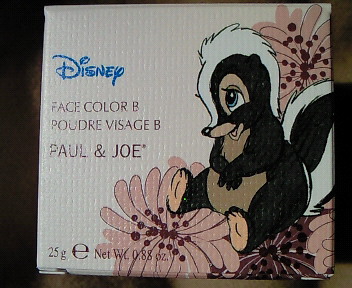 Disney
FACE COLOR B
POUDRE VISAGE B
PAUL & JOE®
25 g ℮ Net Wt. 0.88 oz.